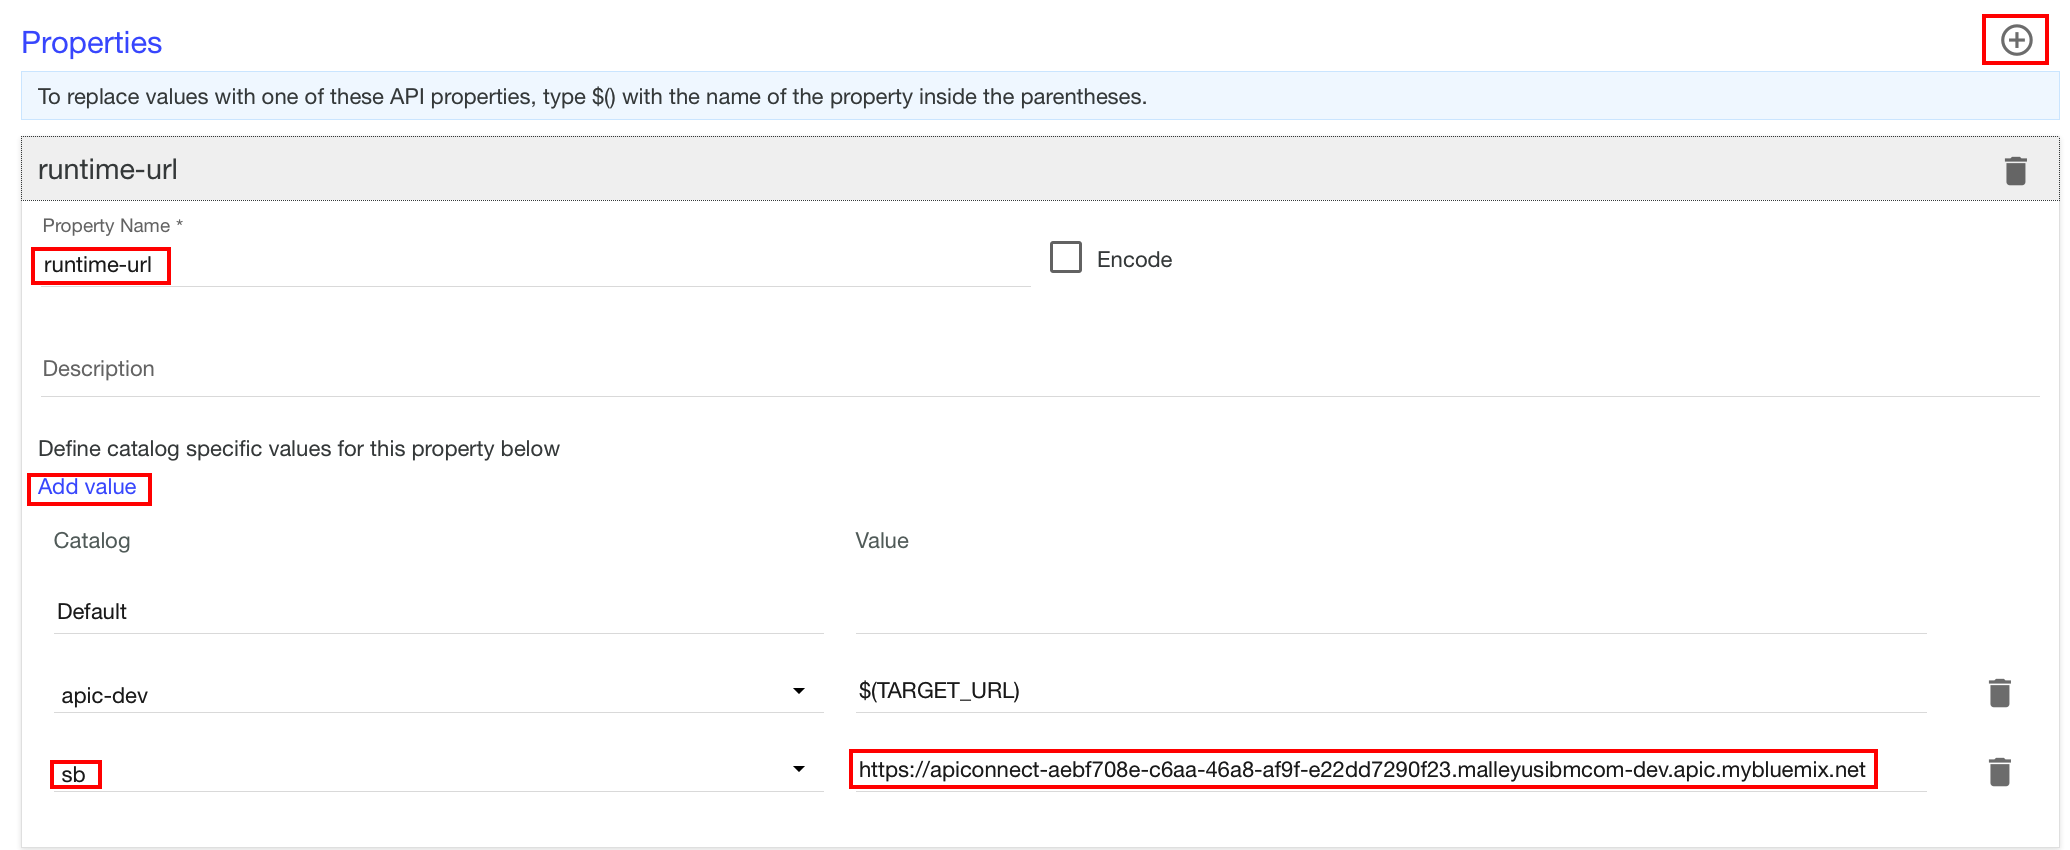 Properties
To replace values with one of these API properties, type $() with the name of the property inside the parentheses.
runtime-url
Property Name *
runtime-url
Encode
Description
Define catalog specific values for this property below
Add value
Catalog Value
Default
apic-dev $(TARGET_URL)
sb https://apiconnect-aebf708e-c6aa-46a8-af9f-e22dd7290f23.malleyusibmcom-dev.apic.mybluemix.net